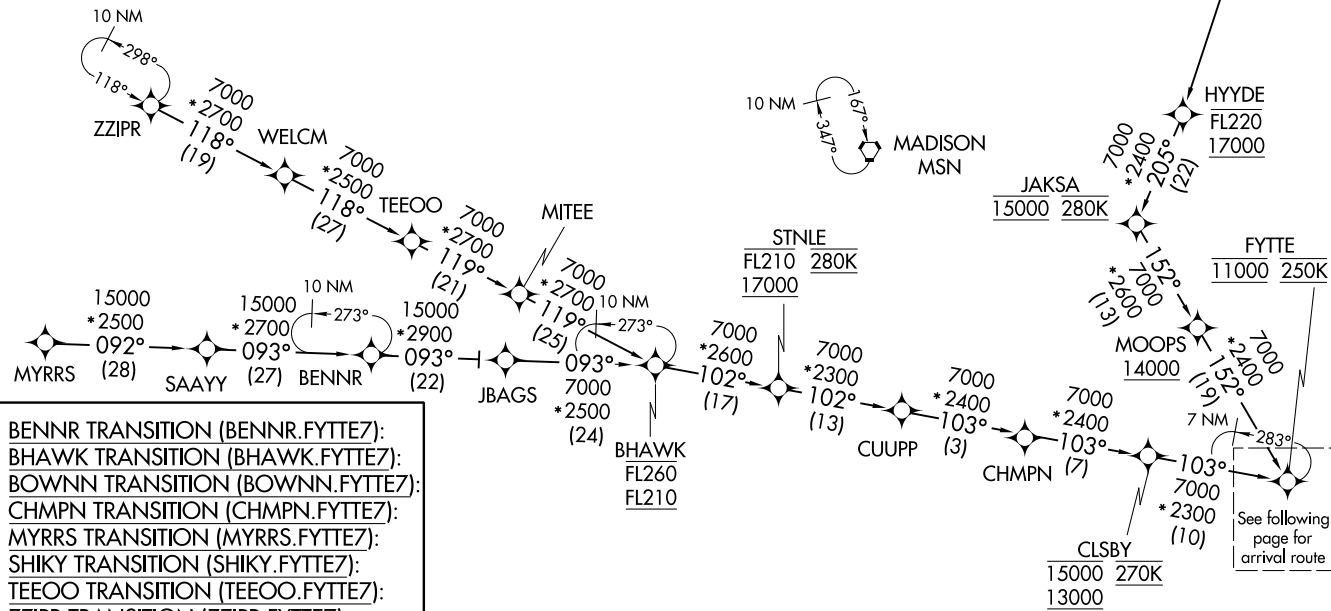 10 NM
298°
118°
ZZIPR
7000
*2700
118°
(19)
WELCM
7000
*2500
118°
(27)
TEEOO
7000
*2700
119°
(21)
MITEE
7000
*2700
119°
(25)
10 NM
167°
347°
MADISON
MSN
HYYDE
FL220
17000
7000
*2400
205°
(22)
JAKSA
15000 280K
152°
7000
*2600
(13)
MOOPS
14000
7000
*2400
152°
(19)
FYTTE
11000 250K
7 NM
283°
STNLE
FL210 280K
17000
MYRRS
15000
*2500
092°
(28)
SAAYY
15000
*2700
093°
(27)
10 NM
273°
BENNR
15000
*2900
093°
(22)
JBAGS
093°
7000
*2500
(24)
10 NM
273°
BHAWK
FL260
FL210
7000
*2600
102°
(17)
7000
*2300
102°
(13)
CUUPP
7000
*2400
103°
(3)
CHMPN
7000
*2400
103°
(7)
CLSBY
15000 270K
13000
103°
7000
*2300
(10)
See following
page for
arrival route
BENNR TRANSITION (BENNR.FYTTE7):
BHAWK TRANSITION (BHAWK.FYTTE7):
BOWNN TRANSITION (BOWNN.FYTTE7):
CHMPN TRANSITION (CHMPN.FYTTE7):
MYRRS TRANSITION (MYRRS.FYTTE7):
SHIKY TRANSITION (SHIKY.FYTTE7):
TEEOO TRANSITION (TEEOO.FYTTE7):
ZZIPR TRANSITION (ZZIPR.FYTTE7):